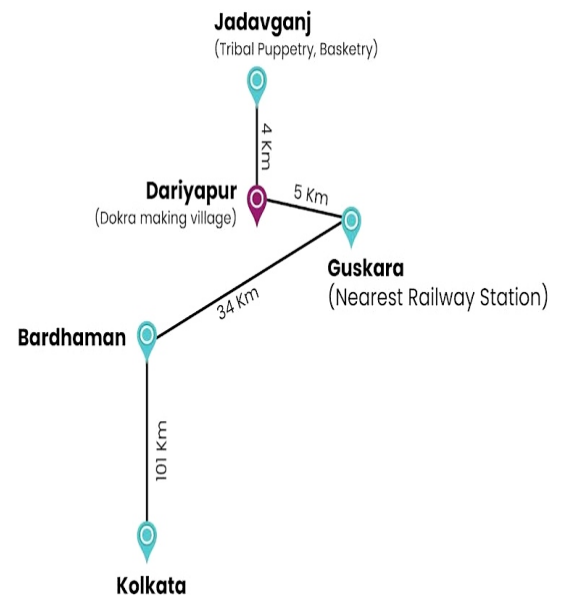 Jadavganj
(Tribal Puppetry, Basketry)
4 Km
Dariyapur
(Dokra making village)
5 Km
Guskara
(Nearest Railway Station)
34 Km
Bardhaman
101 Km
Kolkata